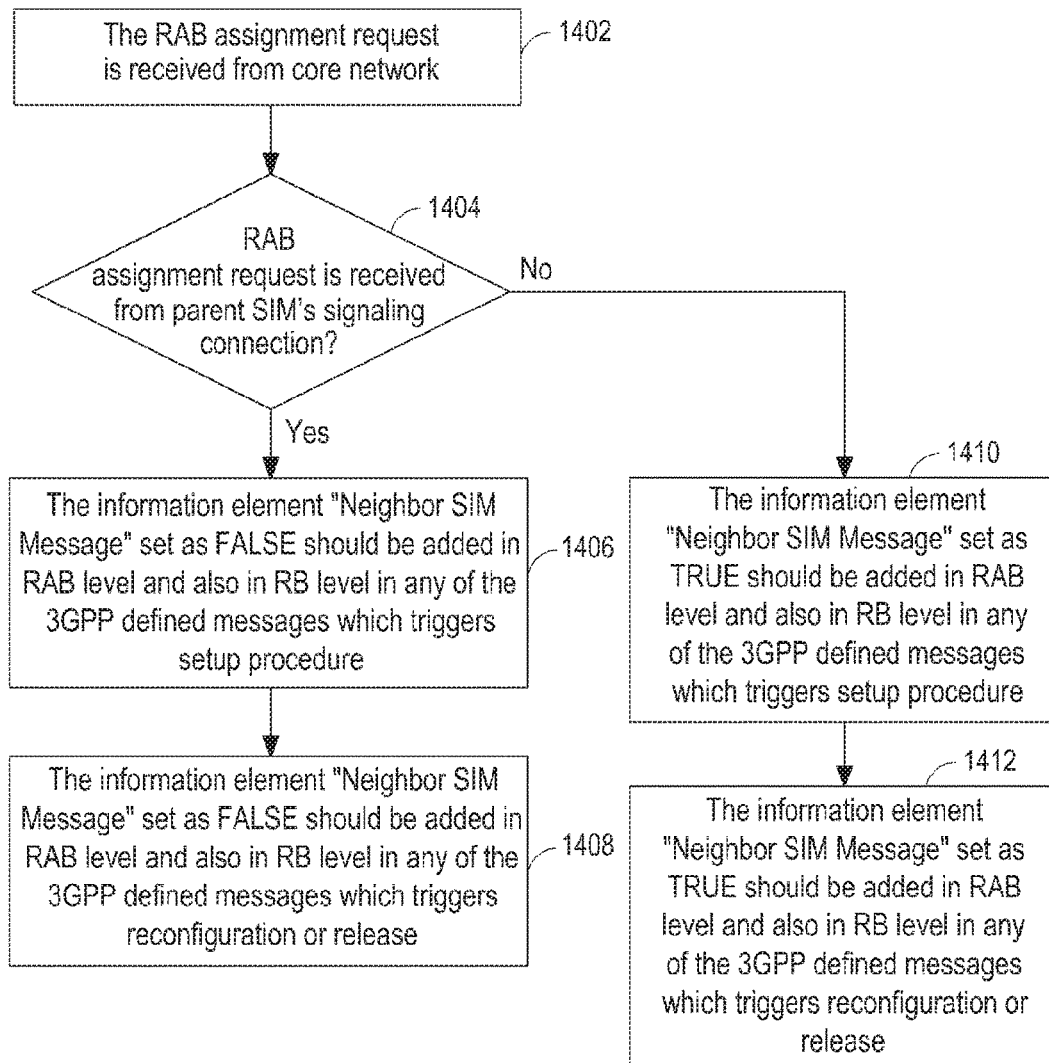 The RAB assignment request
is received from core network
1402
1404
RAB
assignment request is received
from parent SIM's signaling
connection?
No
Yes
The information element "Neighbor SIM
Message" set as FALSE should be added in
RAB level and also in RB level in any of the
3GPP defined messages which triggers
setup procedure
1406
The information element "Neighbor SIM
Message" set as FALSE should be added in
RAB level and also in RB level in any of the
3GPP defined messages which triggers
reconfiguration or release
1408
1410
The information element
"Neighbor SIM Message" set as
TRUE should be added in RAB
level and also in RB level in any
of the 3GPP defined messages
which triggers setup procedure
1412
The information element
"Neighbor SIM Message" set as
TRUE should be added in RAB
level and also in RB level in any
of the 3GPP defined messages
which triggers reconfiguration or
release